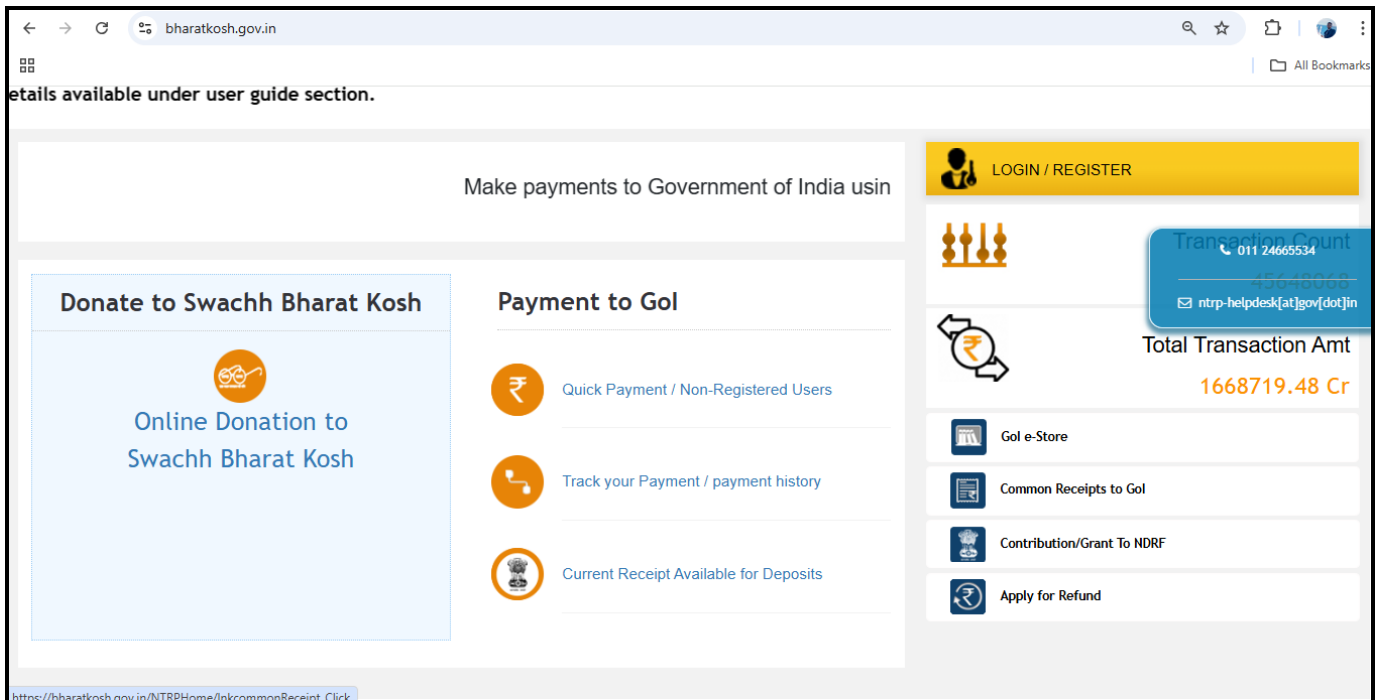 bharatkosh.gov.in
All Bookmarks
etails available under user guide section.
Make payments to Government of India usin
LOGIN / REGISTER
Transaction Count
45648068
011 24665534
ntrp-helpdesk[at]gov[dot]in
Donate to Swachh Bharat Kosh
Online Donation to
Swachh Bharat Kosh
Payment to GoI
Quick Payment / Non-Registered Users
Track your Payment / payment history
Current Receipt Available for Deposits
Total Transaction Amt
1668719.48 Cr
GoI e-Store
Common Receipts to GoI
Contribution/Grant To NDRF
Apply for Refund
https://bharatkosh.gov.in/NTRPHome/lnkcommonReceipt_Click